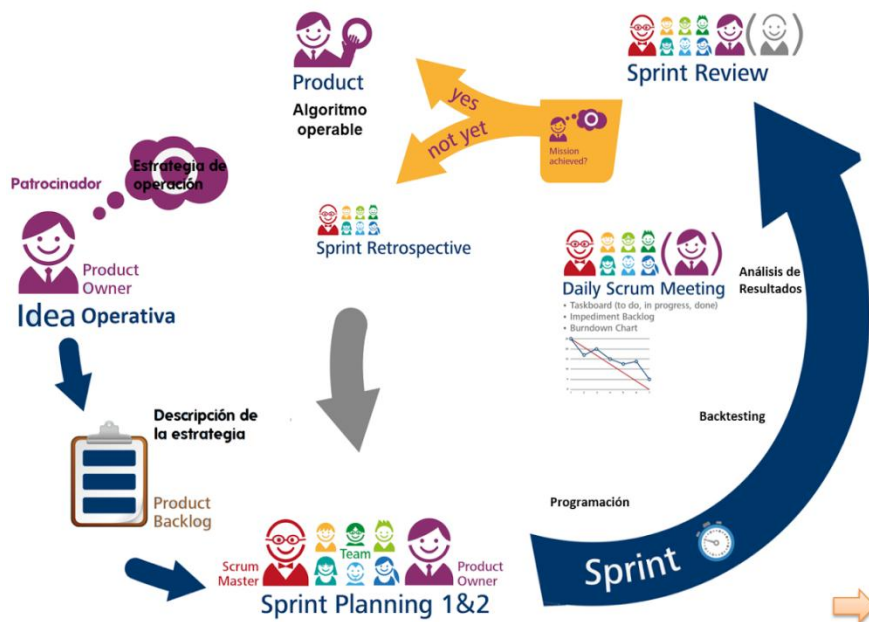 Product
Algoritmo
operable
yes
not yet
Mission
achieved?
Sprint Review
Estrategia de
operación
Patrocinador
Product
Owner
Idea Operativa
Sprint Retrospective
Daily Scrum Meeting
• Taskboard (to do, in progress, done)
• Impediment Backlog
• Burndown Chart
Análisis de
Resultados
Descripción de
la estrategia
Product
Backlog
Backtesting
Programación
Scrum
Master
Team
Product
Owner
Sprint Planning 1&2
Sprint